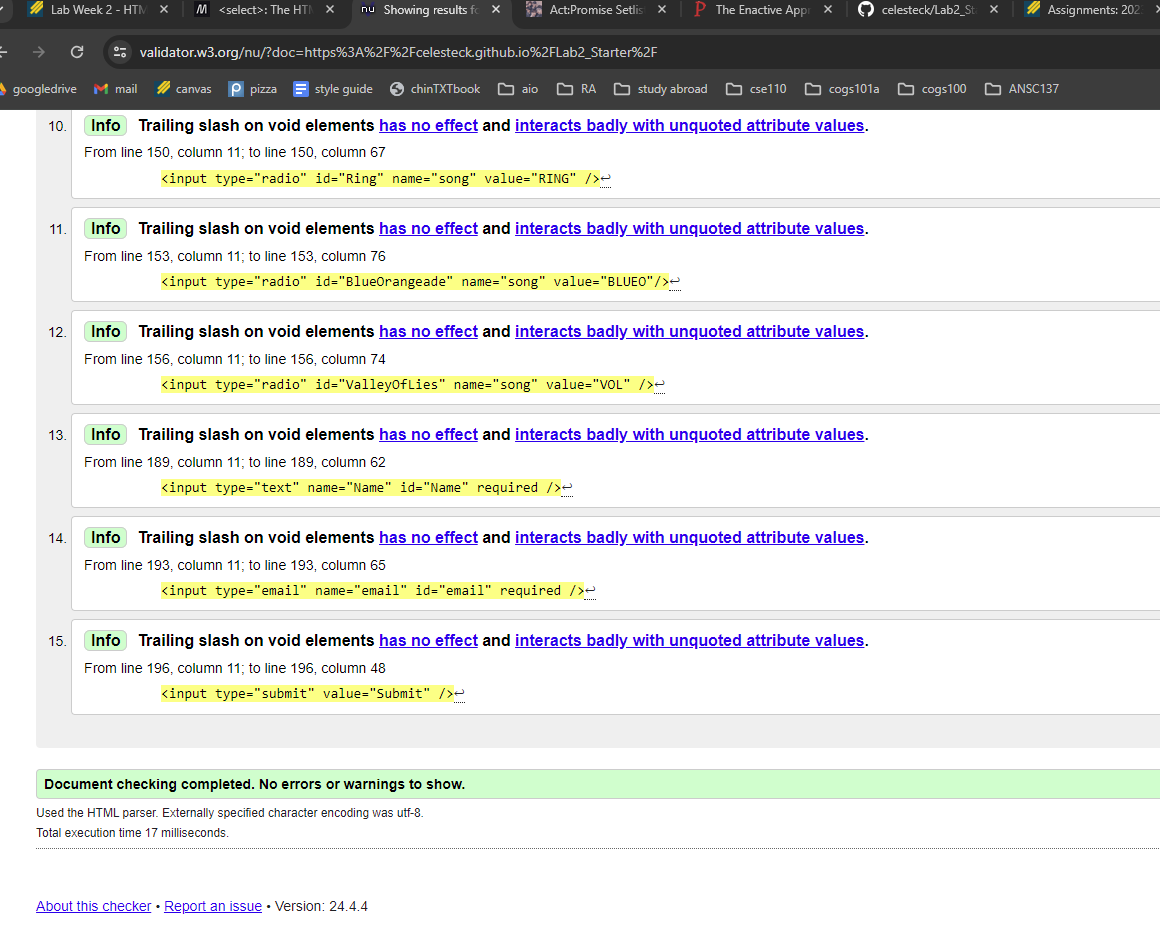 Lab Week 2 - HTM
<select>: The HTM
nu Showing results fo
Act:Promise Setlis
The Enactive Appr
celesteck/Lab2_Sta
Assignments: 202
validator.w3.org/nu/?doc=https%3A%2F%2Fcelesteck.github.io%2FLab2_Starter%2F
googledrive mail canvas pizza style guide chinTXTbook aio RA study abroad cse110 cogs101a cogs100 ANSC137
10. Info Trailing slash on void elements has no effect and interacts badly with unquoted attribute values.
From line 150, column 11; to line 150, column 67
<input type="radio" id="Ring" name="song" value="RING" />↩
11. Info Trailing slash on void elements has no effect and interacts badly with unquoted attribute values.
From line 153, column 11; to line 153, column 76
<input type="radio" id="BlueOrangeade" name="song" value="BLUEO"/>↩
12. Info Trailing slash on void elements has no effect and interacts badly with unquoted attribute values.
From line 156, column 11; to line 156, column 74
<input type="radio" id="ValleyOfLies" name="song" value="VOL" />↩
13. Info Trailing slash on void elements has no effect and interacts badly with unquoted attribute values.
From line 189, column 11; to line 189, column 62
<input type="text" name="Name" id="Name" required />↩
14. Info Trailing slash on void elements has no effect and interacts badly with unquoted attribute values.
From line 193, column 11; to line 193, column 65
<input type="email" name="email" id="email" required />↩
15. Info Trailing slash on void elements has no effect and interacts badly with unquoted attribute values.
From line 196, column 11; to line 196, column 48
<input type="submit" value="Submit" />↩
Document checking completed. No errors or warnings to show.
Used the HTML parser. Externally specified character encoding was utf-8.
Total execution time 17 milliseconds.
About this checker • Report an issue • Version: 24.4.4